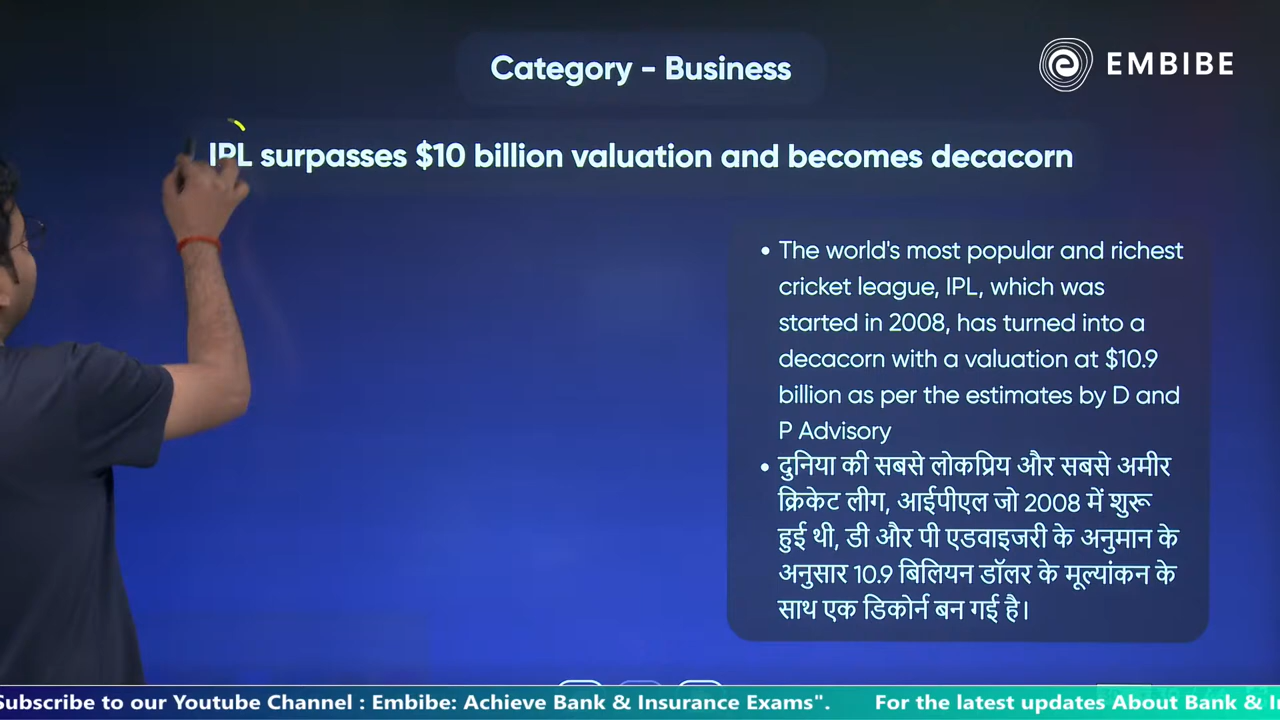 Category - Business
EMBIBE
IPL surpasses $10 billion valuation and becomes decacorn
• The world's most popular and richest
cricket league, IPL, which was
started in 2008, has turned into a
decacorn with a valuation at $10.9
billion as per the estimates by D and
P Advisory
• दुनिया की सबसे लोकप्रिय और सबसे अमीर
क्रिकेट लीग, आईपीएल जो 2008 में शुरू
हुई थी, डी और पी एडवाइजरी के अनुमान के
अनुसार 10.9 बिलियन डॉलर के मूल्यांकन के
साथ एक डिकोर्न बन गई है।
Subscribe to our Youtube Channel : Embibe: Achieve Bank & Insurance Exams". For the latest updates About Bank &